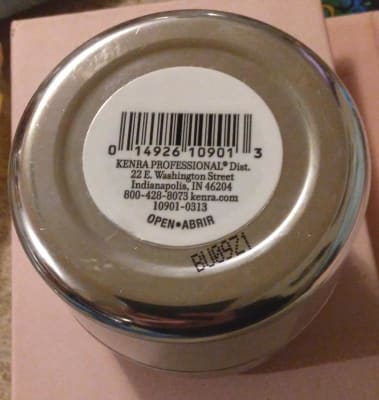 0 14926 10901 3
KENRA PROFESSIONAL® Dist.
22 E. Washington Street
Indianapolis, IN 46204
800-428-8073 kenra.com
10901-0313
OPEN•ABRIR
BU09Z1